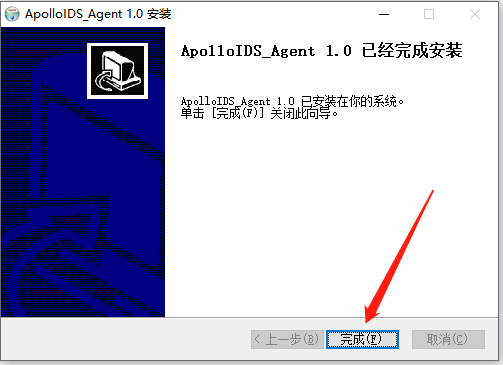 ApolloIDS_Agent 1.0 安装
ApolloIDS_Agent 1.0 已经完成安装
ApolloIDS_Agent 1.0 已安装在你的系统。
单击 [完成(F)] 关闭此向导。
< 上一步(B)
完成(F)
取消(C)